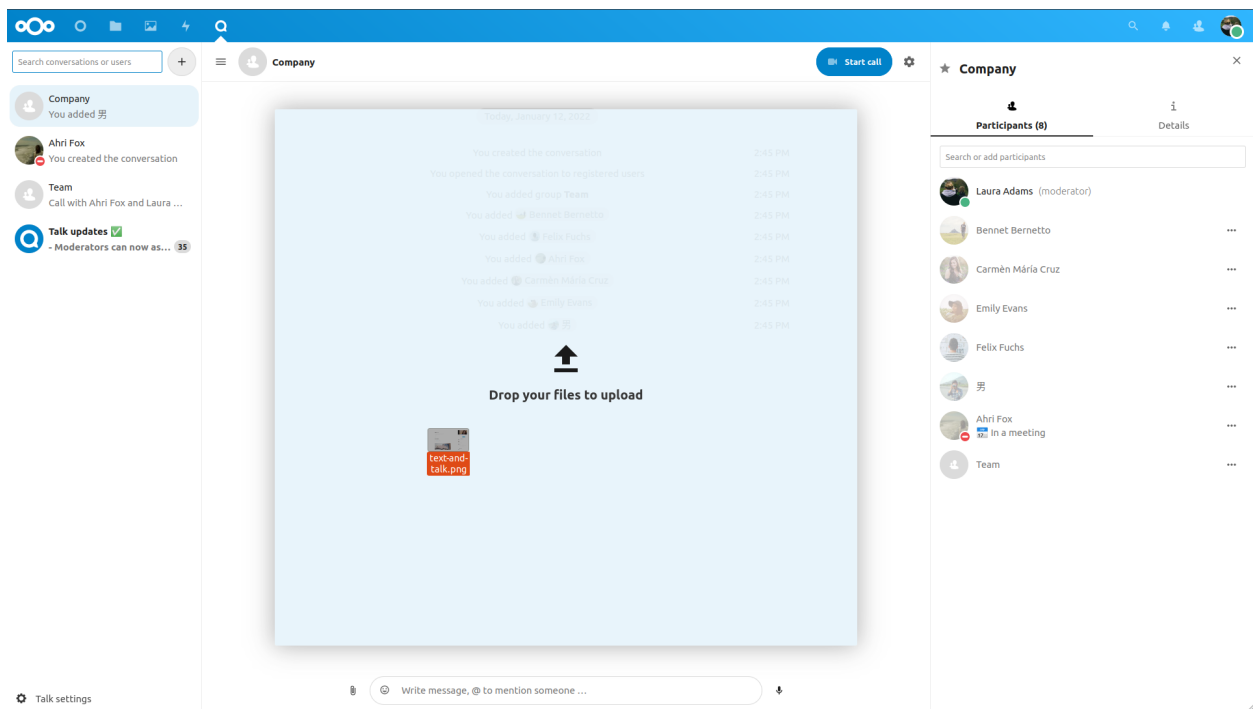 Search conversations or users
+
Company
You added 男
Ahri Fox
You created the conversation
Team
Call with Ahri Fox and Laura ...
Talk updates ✅
- Moderators can now as... 35
Talk settings
Company
Start call
Today, January 12, 2022
You created the conversation 2:45 PM
You opened the conversation to registered users 2:45 PM
You added group Team 2:45 PM
You added Bennet Bernetto 2:45 PM
You added Felix Fuchs 2:45 PM
You added Ahri Fox 2:45 PM
You added Carmèn Mária Cruz 2:45 PM
You added Emily Evans 2:45 PM
You added 男 2:45 PM
Drop your files to upload
text-and-
talk.png
Write message, @ to mention someone ...
Company
Participants (8)
Details
Search or add participants
Laura Adams (moderator)
Bennet Bernetto
Carmèn Mária Cruz
Emily Evans
Felix Fuchs
男
Ahri Fox
In a meeting
Team